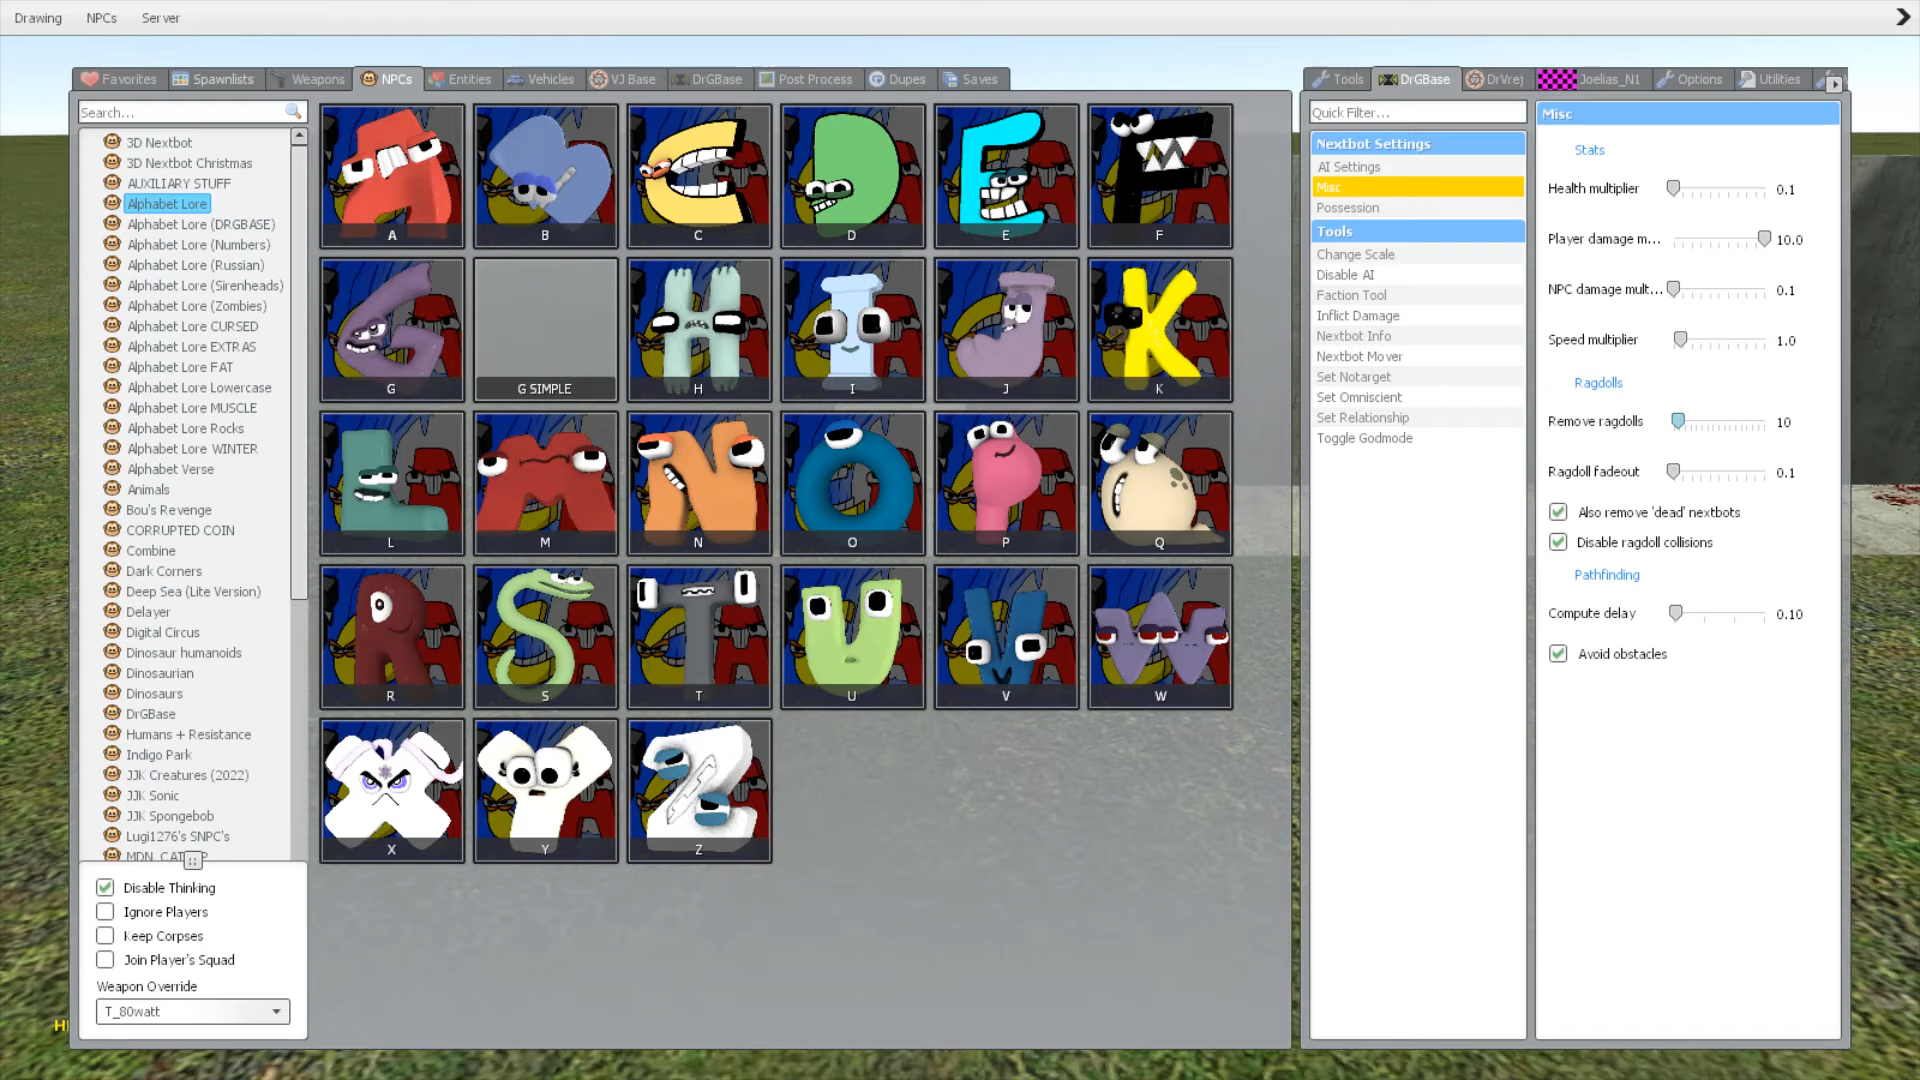 Drawing NPCs Server
Favorites Spawnlists Weapons NPCs Entities Vehicles VJ Base DrGBase Post Process Dupes Saves
Search...
3D Nextbot
3D Nextbot Christmas
AUXILIARY STUFF
Alphabet Lore
Alphabet Lore (DRGBASE)
Alphabet Lore (Numbers)
Alphabet Lore (Russian)
Alphabet Lore (Sirenheads)
Alphabet Lore (Zombies)
Alphabet Lore CURSED
Alphabet Lore EXTRAS
Alphabet Lore FAT
Alphabet Lore Lowercase
Alphabet Lore MUSCLE
Alphabet Lore Rocks
Alphabet Lore WINTER
Alphabet Verse
Animals
Bou's Revenge
CORRUPTED COIN
Combine
Dark Corners
Deep Sea (Lite Version)
Delayer
Digital Circus
Dinosaur humanoids
Dinosaurian
Dinosaurs
DrGBase
Humans + Resistance
Indigo Park
JJK Creatures (2022)
JJK Sonic
JJK Spongebob
Lugi1276's SNPC's
Disable Thinking
Ignore Players
Keep Corpses
Join Player's Squad
Weapon Override
T_80watt
A B C D E F
G G SIMPLE H I J K
L M N O P Q
R S T U V W
X Y Z
Tools DrGBase DrVrej Joelias_N1 Options Utilities
Quick Filter...
Nextbot Settings
AI Settings
Misc
Possession
Tools
Change Scale
Disable AI
Faction Tool
Inflict Damage
Nextbot Info
Nextbot Mover
Set Notarget
Set Omniscient
Set Relationship
Toggle Godmode
Misc
Stats
Health multiplier 0.1
Player damage m... 10.0
NPC damage mult... 0.1
Speed multiplier 1.0
Ragdolls
Remove ragdolls 10
Ragdoll fadeout 0.1
Also remove 'dead' nextbots
Disable ragdoll collisions
Pathfinding
Compute delay 0.10
Avoid obstacles